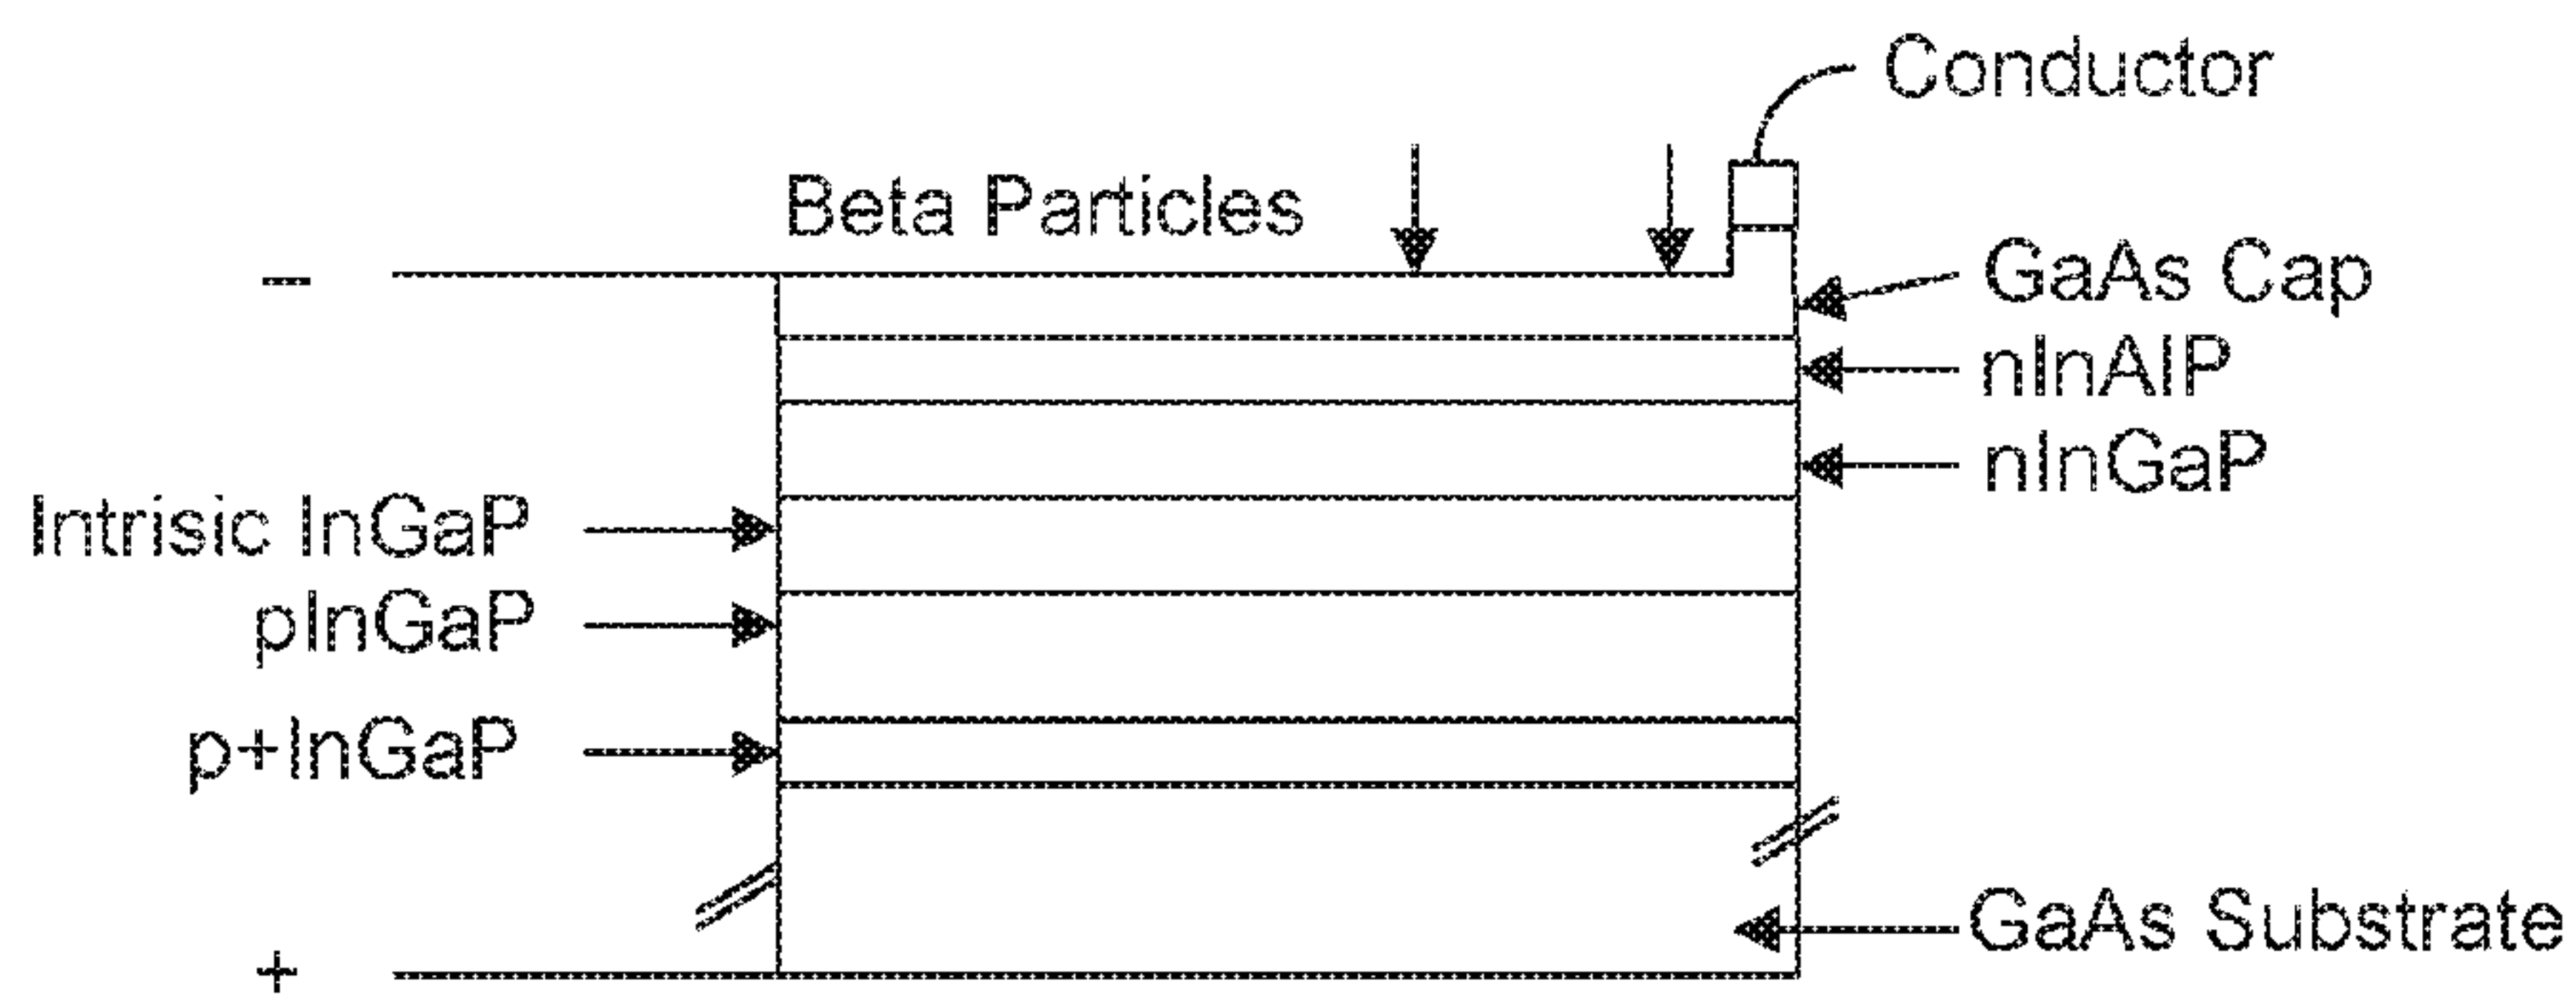 Conductor
Beta Particles
–
GaAs Cap
nInAlP
nInGaP
Intrisic InGaP
pInGaP
p+InGaP
GaAs Substrate
+